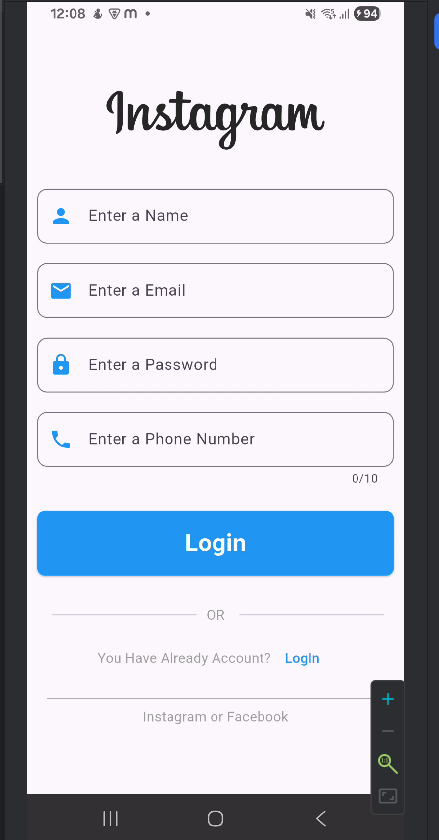 12:08
94
Instagram
Enter a Name
Enter a Email
Enter a Password
Enter a Phone Number
0/10
Login
OR
You Have Already Account? Login
Instagram or Facebook